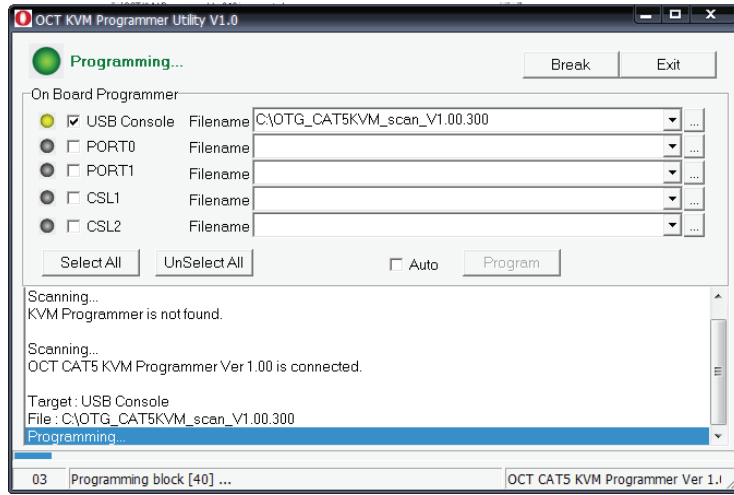 OCT KVM Programmer Utility V1.0
Programming...
Break
Exit
On Board Programmer
USB Console Filename C:\OTG_CAT5KVM_scan_V1.00.300 ...
PORT0 Filename ...
PORT1 Filename ...
CSL1 Filename ...
CSL2 Filename ...
Select All
UnSelect All
Auto
Program
Scanning...
KVM Programmer is not found.
Scanning...
OCT CAT5 KVM Programmer Ver 1.00 is connected.
Target : USB Console
File : C:\OTG_CAT5KVM_scan_V1.00.300
Programming...
03 Programming block [40] ... OCT CAT5 KVM Programmer Ver 1.